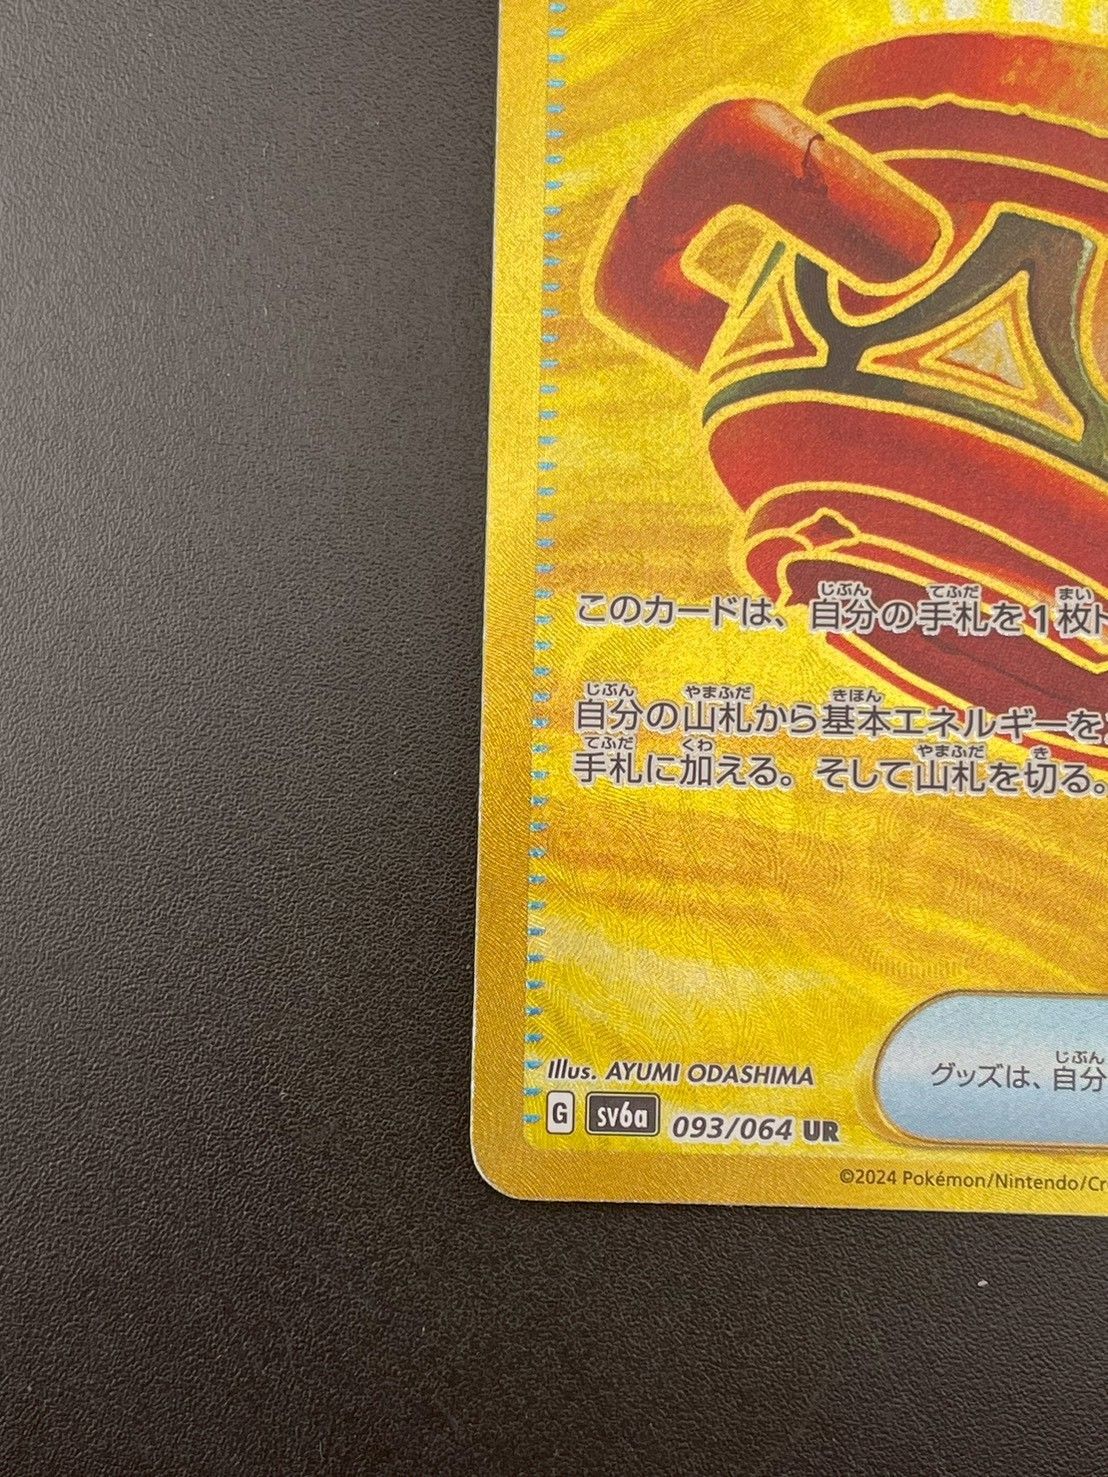 このカードは、自分の手札を1枚ト
自分の山札から基本エネルギーを
手札に加える。そして山札を切る。
グッズは、自分
Illus. AYUMI ODASHIMA
G sv6a 093/064 UR
©2024 Pokémon/Nintendo/Cr